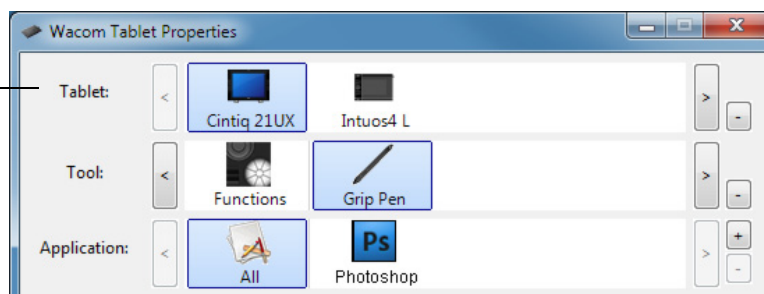 Wacom Tablet Properties
Tablet:
<
Cintiq 21UX
Intuos4 L
>
-
Tool:
<
Functions
Grip Pen
>
-
Application:
<
All
Ps
Photoshop
>
+
-